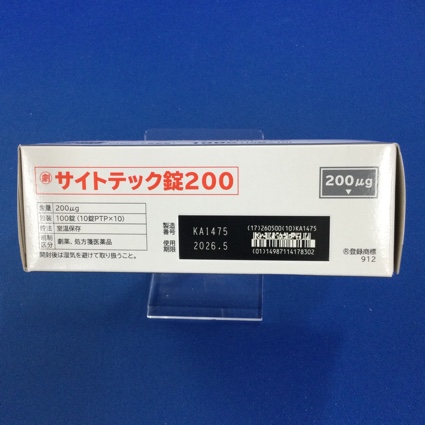 劇 サイトテック錠200
200μg
含量 200μg
包装 100錠(10錠PTP×10)
貯法 室温保存
規制区分 劇薬、処方箋医薬品
開封後は湿気を避けて取り扱うこと。
製造番号 KA1475
使用期限 2026.5
(17)260500(10)KA1475
(01)14987114178302
®登録商標
912